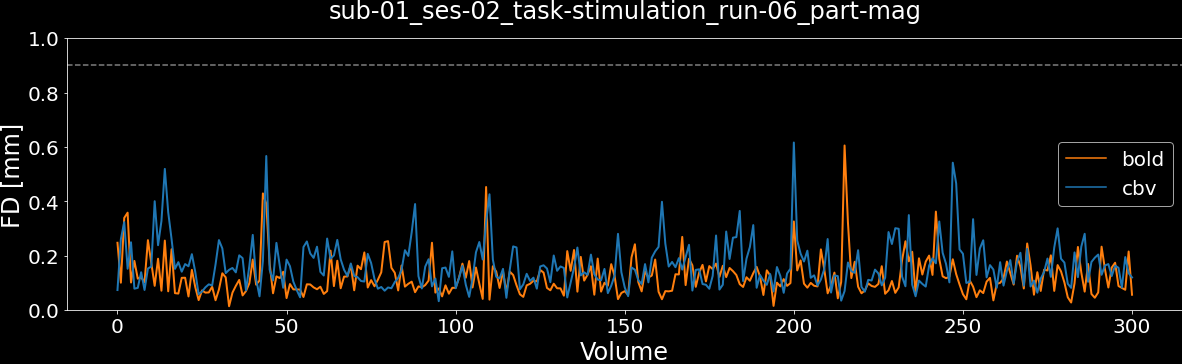 sub-01_ses-02_task-stimulation_run-06_part-mag
1.0
0.8
0.6
0.4
0.2
0.0
FD [mm]
bold
cbv
0 50 100 150 200 250 300
Volume